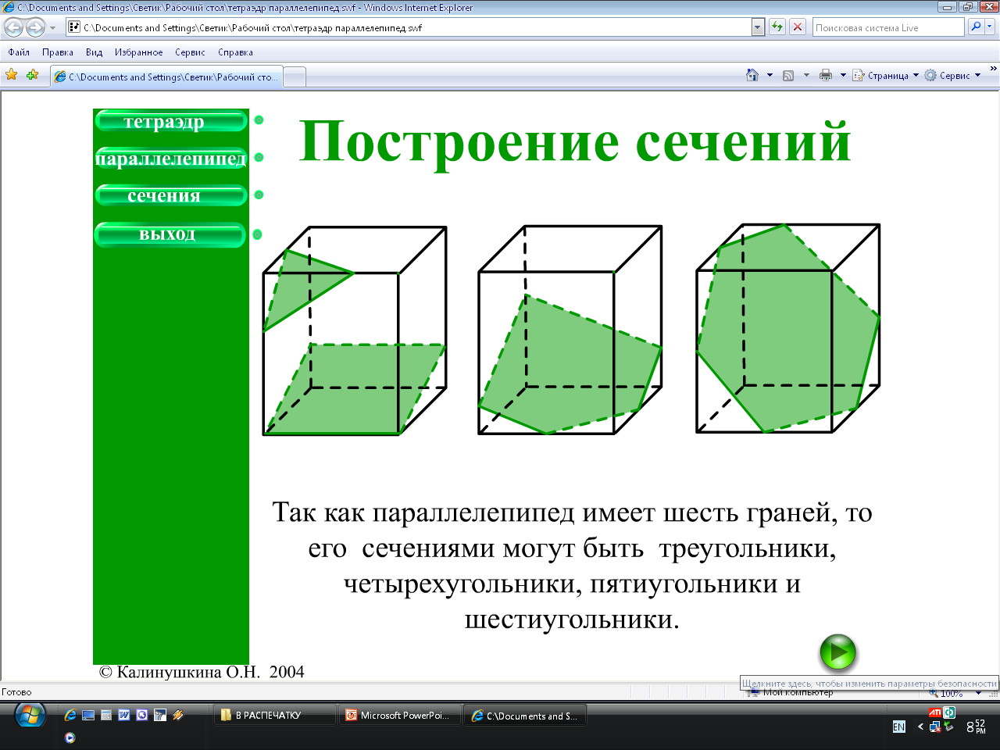 C:\Documents and Settings\Светик\Рабочий стол\тетраэдр параллелепипед.swf - Windows Internet Explorer
C:\Documents and Settings\Светик\Рабочий стол\тетраэдр параллелепипед.swf
Поисковая система Live
Файл Правка Вид Избранное Сервис Справка
C:\Documents and Settings\Светик\Рабочий сто...
Страница Сервис
тетраэдр
параллелепипед
сечения
выход
Построение сечений
Так как параллелепипед имеет шесть граней, то
его сечениями могут быть треугольники,
четырехугольники, пятиугольники и
шестиугольники.
© Калинушкина О.Н. 2004
Щелкните здесь, чтобы изменить параметры безопасности
Готово
Мой компьютер
100%
В РАСПЕЧАТКУ
Microsoft PowerPoi...
C:\Documents and S...
EN
ATI
8 52 PM